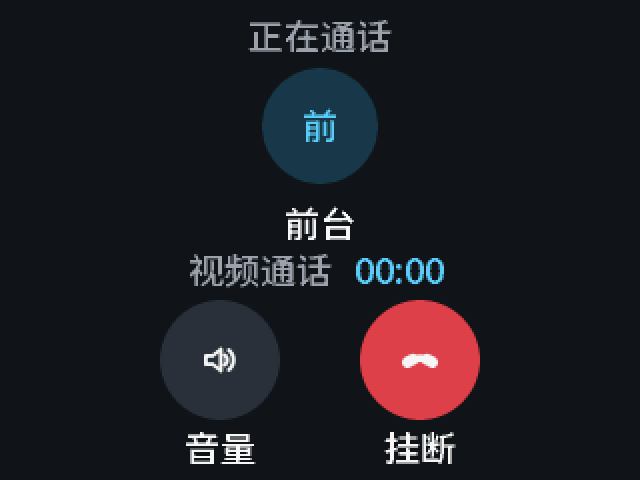 正在通话
前
前台
视频通话 00:00
音量 挂断